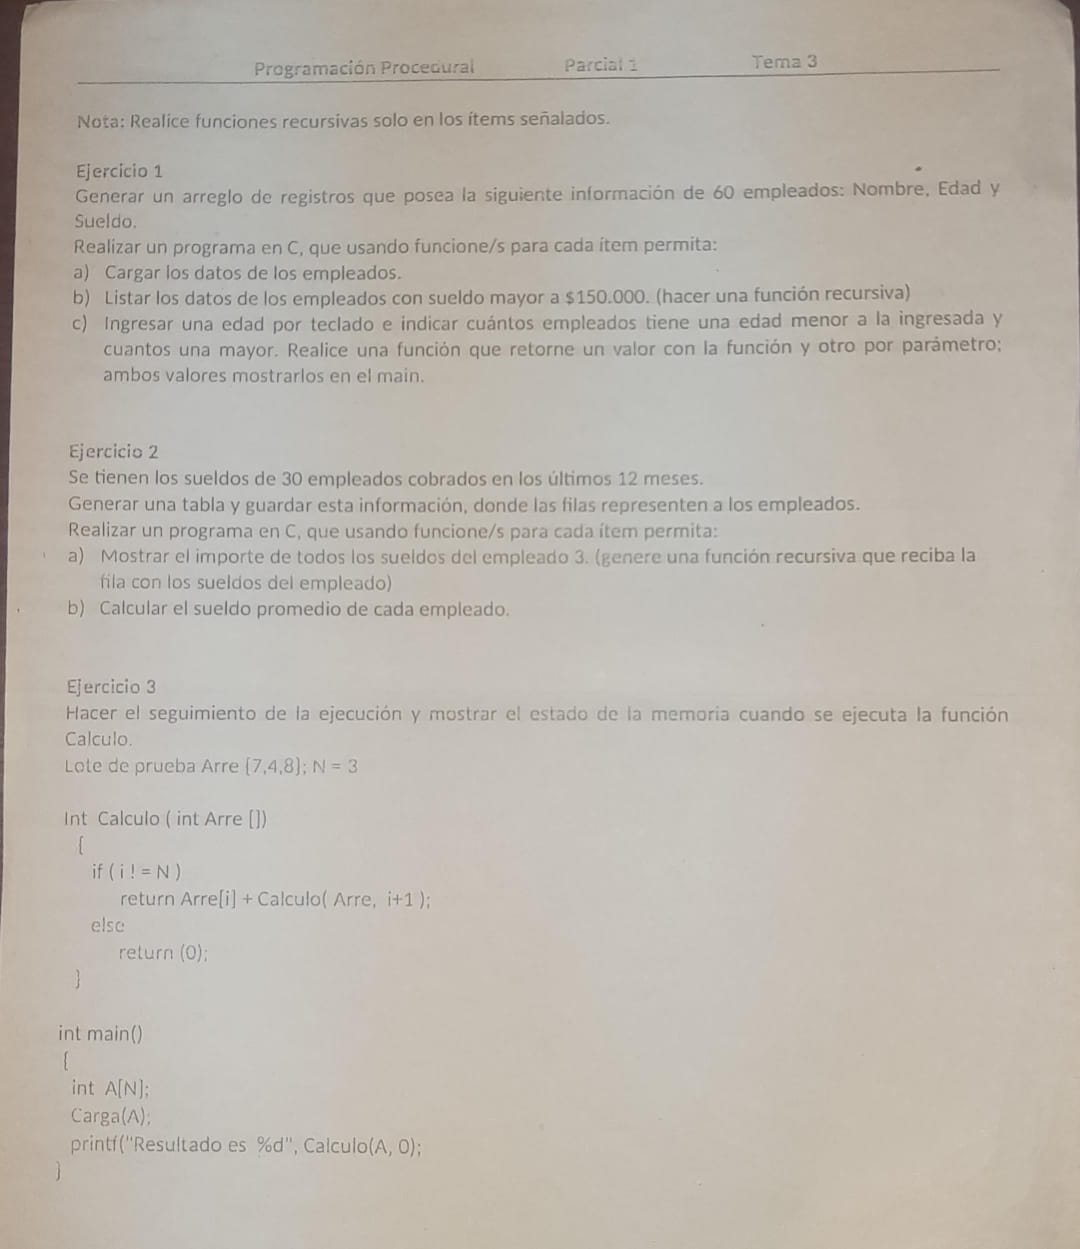 Programación Procedural Parcial 1 Tema 3
Nota: Realice funciones recursivas solo en los ítems señalados.
Ejercicio 1
Generar un arreglo de registros que posea la siguiente información de 60 empleados: Nombre, Edad y
Sueldo.
Realizar un programa en C, que usando funcione/s para cada ítem permita:
a) Cargar los datos de los empleados.
b) Listar los datos de los empleados con sueldo mayor a $150.000. (hacer una función recursiva)
c) Ingresar una edad por teclado e indicar cuántos empleados tiene una edad menor a la ingresada y
cuantos una mayor. Realice una función que retorne un valor con la función y otro por parámetro;
ambos valores mostrarlos en el main.
Ejercicio 2
Se tienen los sueldos de 30 empleados cobrados en los últimos 12 meses.
Generar una tabla y guardar esta información, donde las filas representen a los empleados.
Realizar un programa en C, que usando funcione/s para cada ítem permita:
a) Mostrar el importe de todos los sueldos del empleado 3. (genere una función recursiva que reciba la
fila con los sueldos del empleado)
b) Calcular el sueldo promedio de cada empleado.
Ejercicio 3
Hacer el seguimiento de la ejecución y mostrar el estado de la memoria cuando se ejecuta la función
Calculo.
Lote de prueba Arre {7,4,8}; N = 3
Int Calculo ( int Arre [])
{
if ( i ! = N )
return Arre[i] + Calculo( Arre, i+1 );
else
return (0);
}
int main()
{
int A[N];
Carga(A);
printf("Resultado es %d", Calculo(A, 0);
}